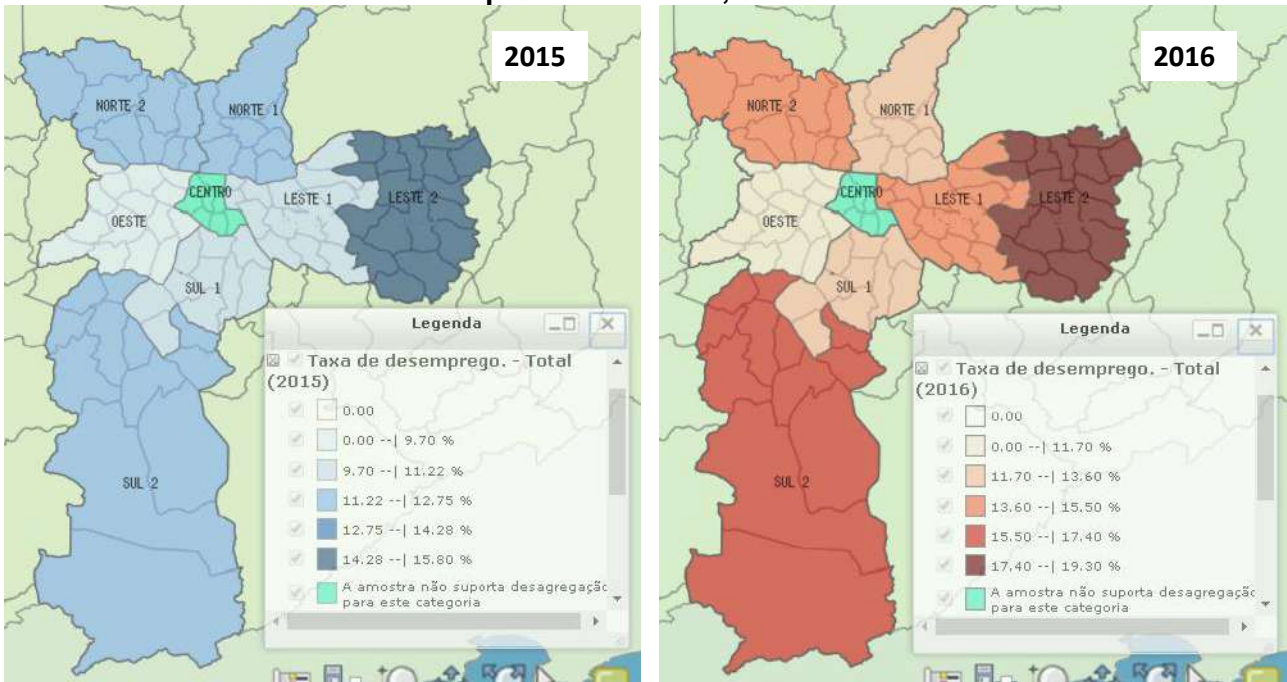 2015
NORTE 2
NORTE 1
CENTRO
LESTE 1
LESTE 2
OESTE
SUL 1
SUL 2
Legenda
Taxa de desemprego. - Total
(2015)
0.00
0.00 --| 9.70 %
9.70 --| 11.22 %
11.22 --| 12.75 %
12.75 --| 14.28 %
14.28 --| 15.80 %
A amostra não suporta desagregação
para este categoria
2016
NORTE 2
NORTE 1
CENTRO
LESTE 1
LESTE 2
OESTE
SUL 1
SUL 2
Legenda
Taxa de desemprego. - Total
(2016)
0.00
0.00 --| 11.70 %
11.70 --| 13.60 %
13.60 --| 15.50 %
15.50 --| 17.40 %
17.40 --| 19.30 %
A amostra não suporta desagregação
para este categoria